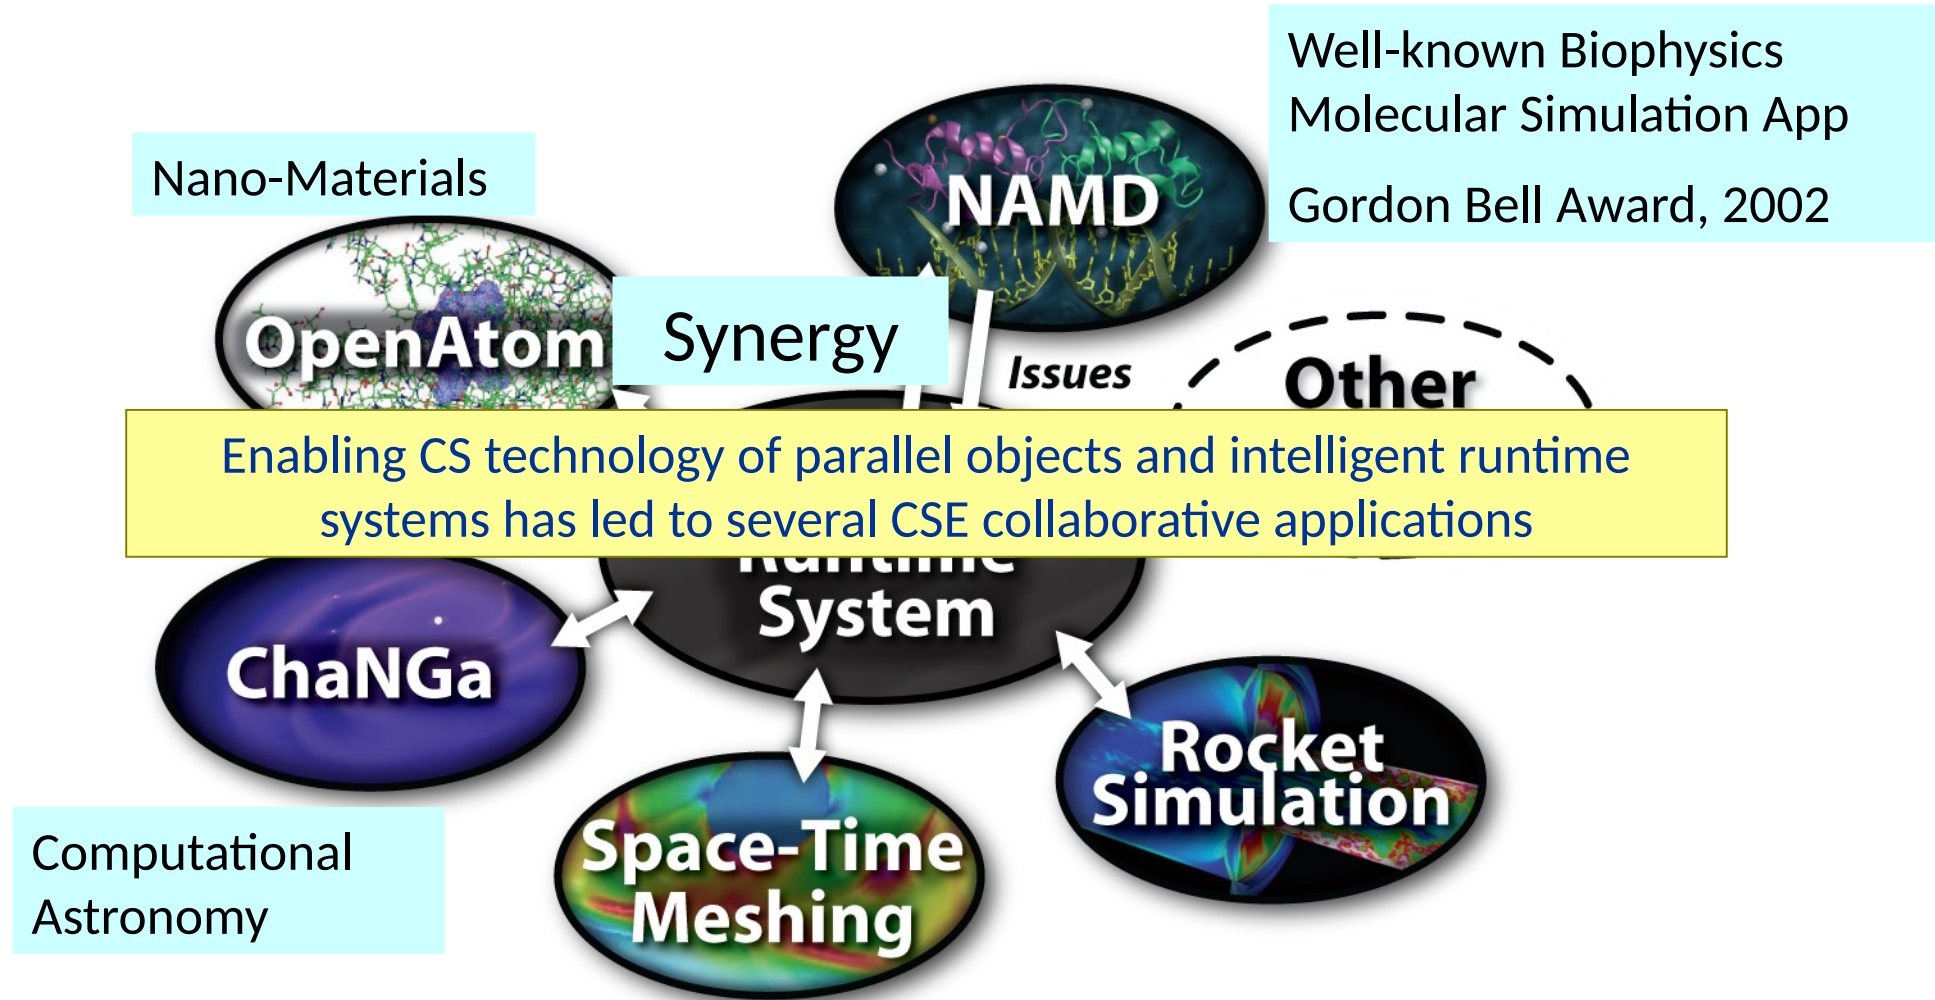 Well-known Biophysics
Molecular Simulation App
Gordon Bell Award, 2002
Nano-Materials
NAMD
OpenAtom
Synergy
Issues
Other
Enabling CS technology of parallel objects and intelligent runtime
systems has led to several CSE collaborative applications
Runtime
System
ChaNGa
Rocket
Simulation
Space-Time
Meshing
Computational
Astronomy